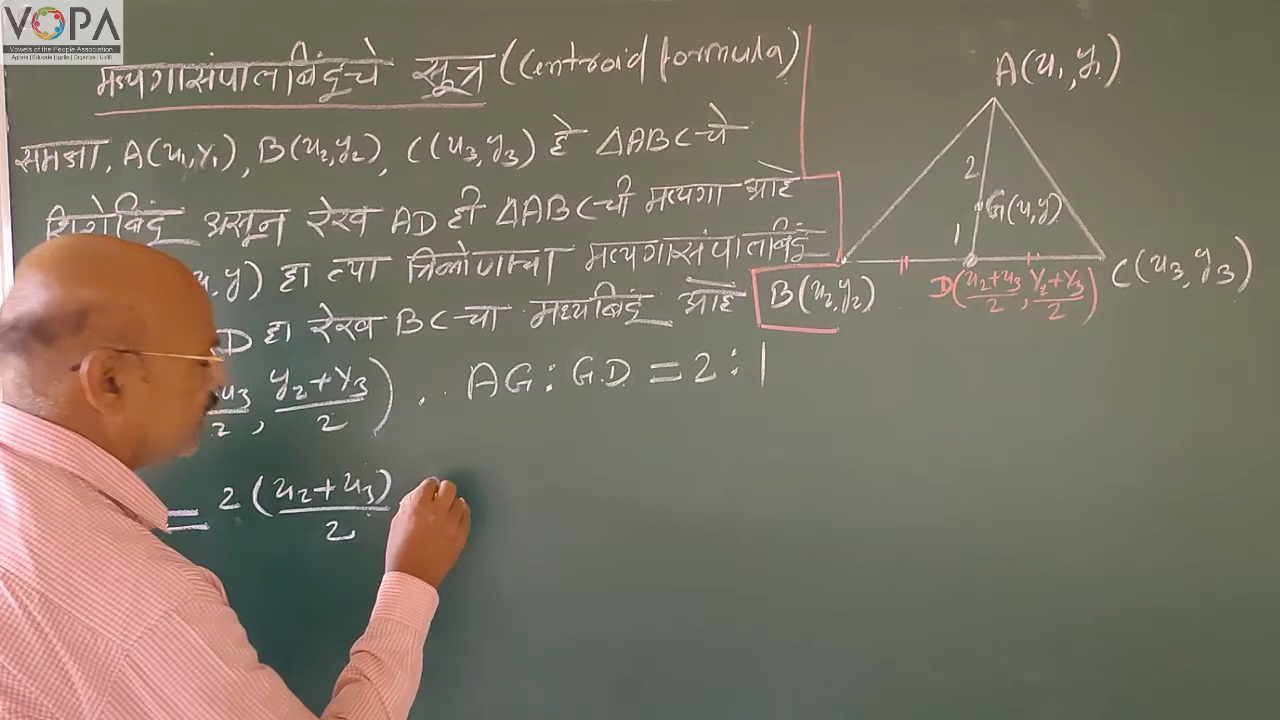 VOPA
Vowels of the People Association
मध्यगासंपातबिंदूचे सूत्र (Centroid formula)
समजा, A(x₁,y₁), B(x₂,y₂), C(x₃,y₃) हे ΔABC चे
शिरोबिंदू असून रेख AD ही ΔABC ची मध्यगा आहे
x,y) हा त्या त्रिकोणाचा मध्यगासंपातबिंदू
D हा रेख BC चा मध्यबिंदू आहे
x₃/2, y₂+y₃/2) .. AG : GD = 2 : 1
= 2(x₂+x₃)/2
A(x₁,y₁)
2
G(x,y)
1
B(x₂,y₂)
D(x₂+x₃/2, y₂+y₃/2)
C(x₃,y₃)